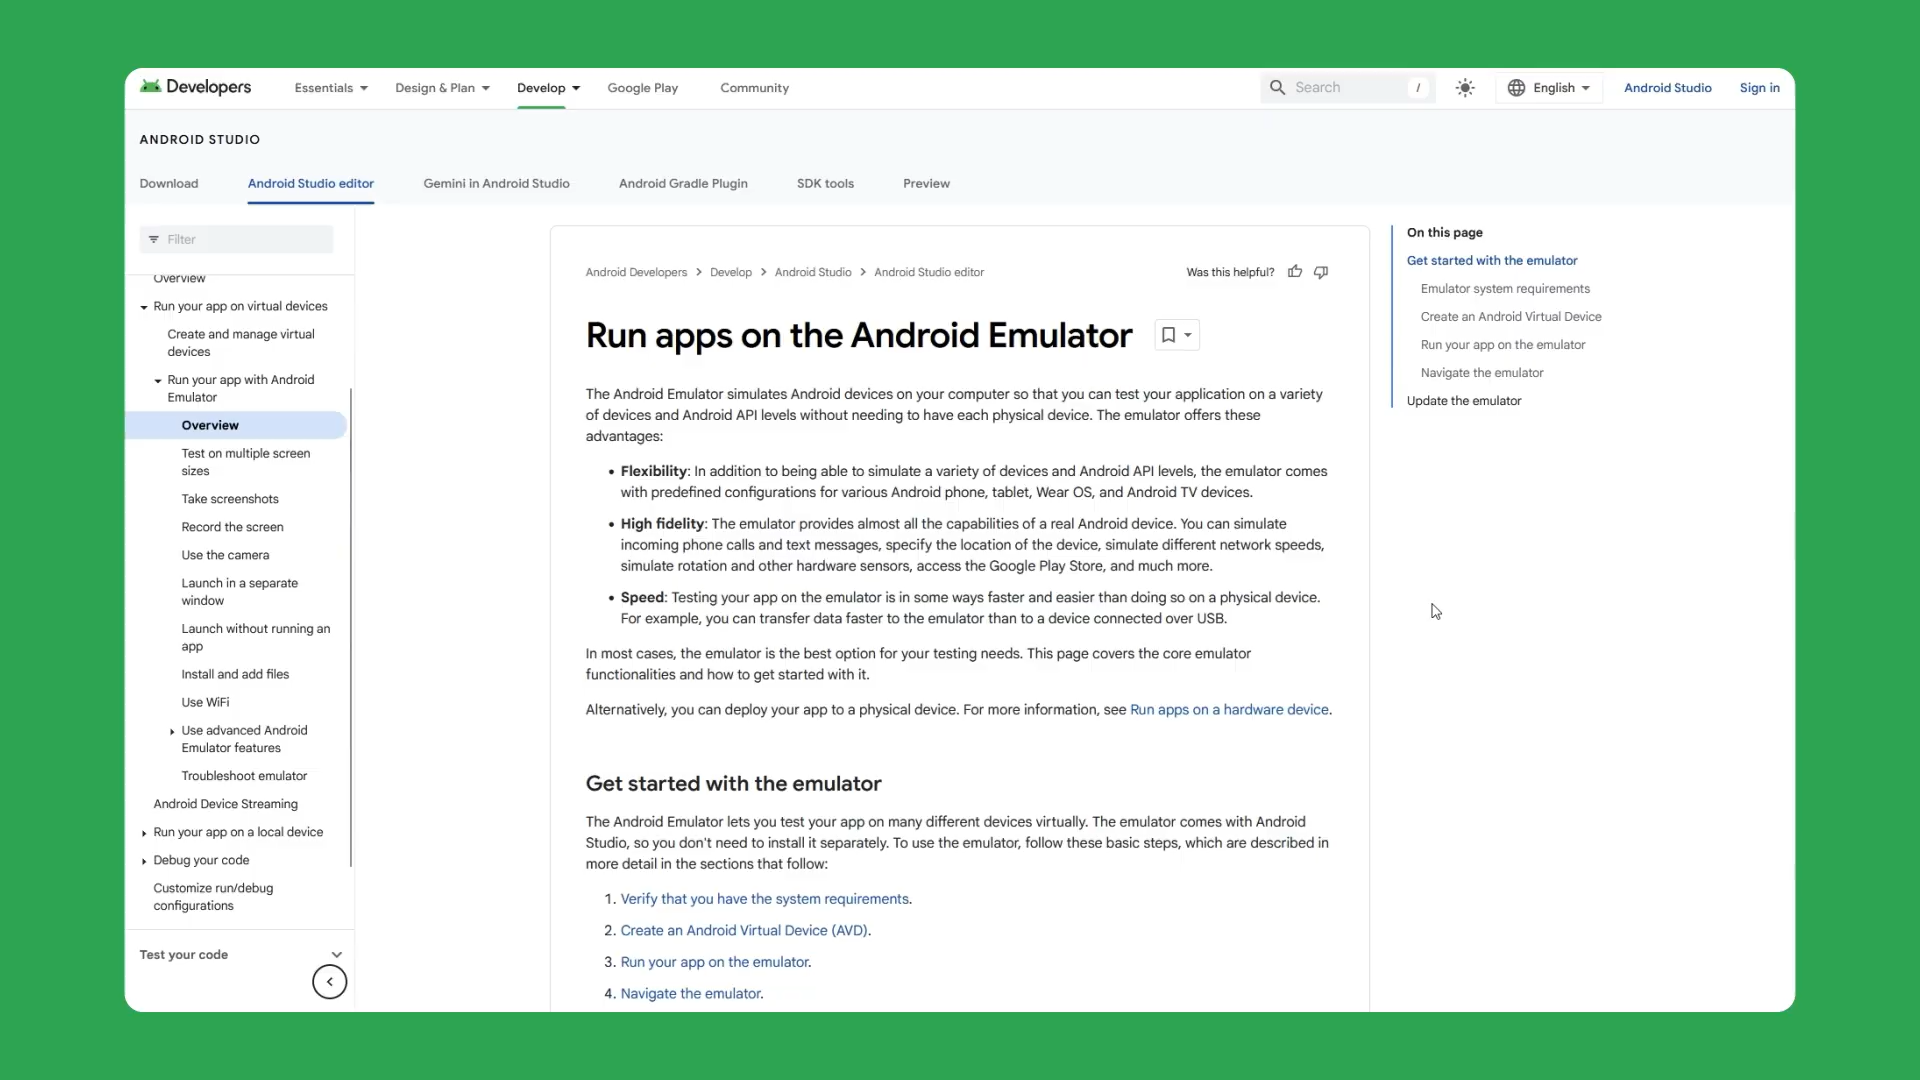 Developers
Essentials
Design & Plan
Develop
Google Play
Community
Search
/
English
Android Studio
Sign in
ANDROID STUDIO
Download
Android Studio editor
Gemini in Android Studio
Android Gradle Plugin
SDK tools
Preview
Filter
Overview
Run your app on virtual devices
Create and manage virtual
devices
Run your app with Android
Emulator
Overview
Test on multiple screen
sizes
Take screenshots
Record the screen
Use the camera
Launch in a separate
window
Launch without running an
app
Install and add files
Use WiFi
Use advanced Android
Emulator features
Troubleshoot emulator
Android Device Streaming
Run your app on a local device
Debug your code
Customize run/debug
configurations
Test your code
Android Developers > Develop > Android Studio > Android Studio editor
Was this helpful?
Run apps on the Android Emulator
The Android Emulator simulates Android devices on your computer so that you can test your application on a variety
of devices and Android API levels without needing to have each physical device. The emulator offers these
advantages:
• Flexibility: In addition to being able to simulate a variety of devices and Android API levels, the emulator comes
with predefined configurations for various Android phone, tablet, Wear OS, and Android TV devices.
• High fidelity: The emulator provides almost all the capabilities of a real Android device. You can simulate
incoming phone calls and text messages, specify the location of the device, simulate different network speeds,
simulate rotation and other hardware sensors, access the Google Play Store, and much more.
• Speed: Testing your app on the emulator is in some ways faster and easier than doing so on a physical device.
For example, you can transfer data faster to the emulator than to a device connected over USB.
In most cases, the emulator is the best option for your testing needs. This page covers the core emulator
functionalities and how to get started with it.
Alternatively, you can deploy your app to a physical device. For more information, see Run apps on a hardware device.
Get started with the emulator
The Android Emulator lets you test your app on many different devices virtually. The emulator comes with Android
Studio, so you don't need to install it separately. To use the emulator, follow these basic steps, which are described in
more detail in the sections that follow:
1. Verify that you have the system requirements.
2. Create an Android Virtual Device (AVD).
3. Run your app on the emulator.
4. Navigate the emulator.
On this page
Get started with the emulator
Emulator system requirements
Create an Android Virtual Device
Run your app on the emulator
Navigate the emulator
Update the emulator